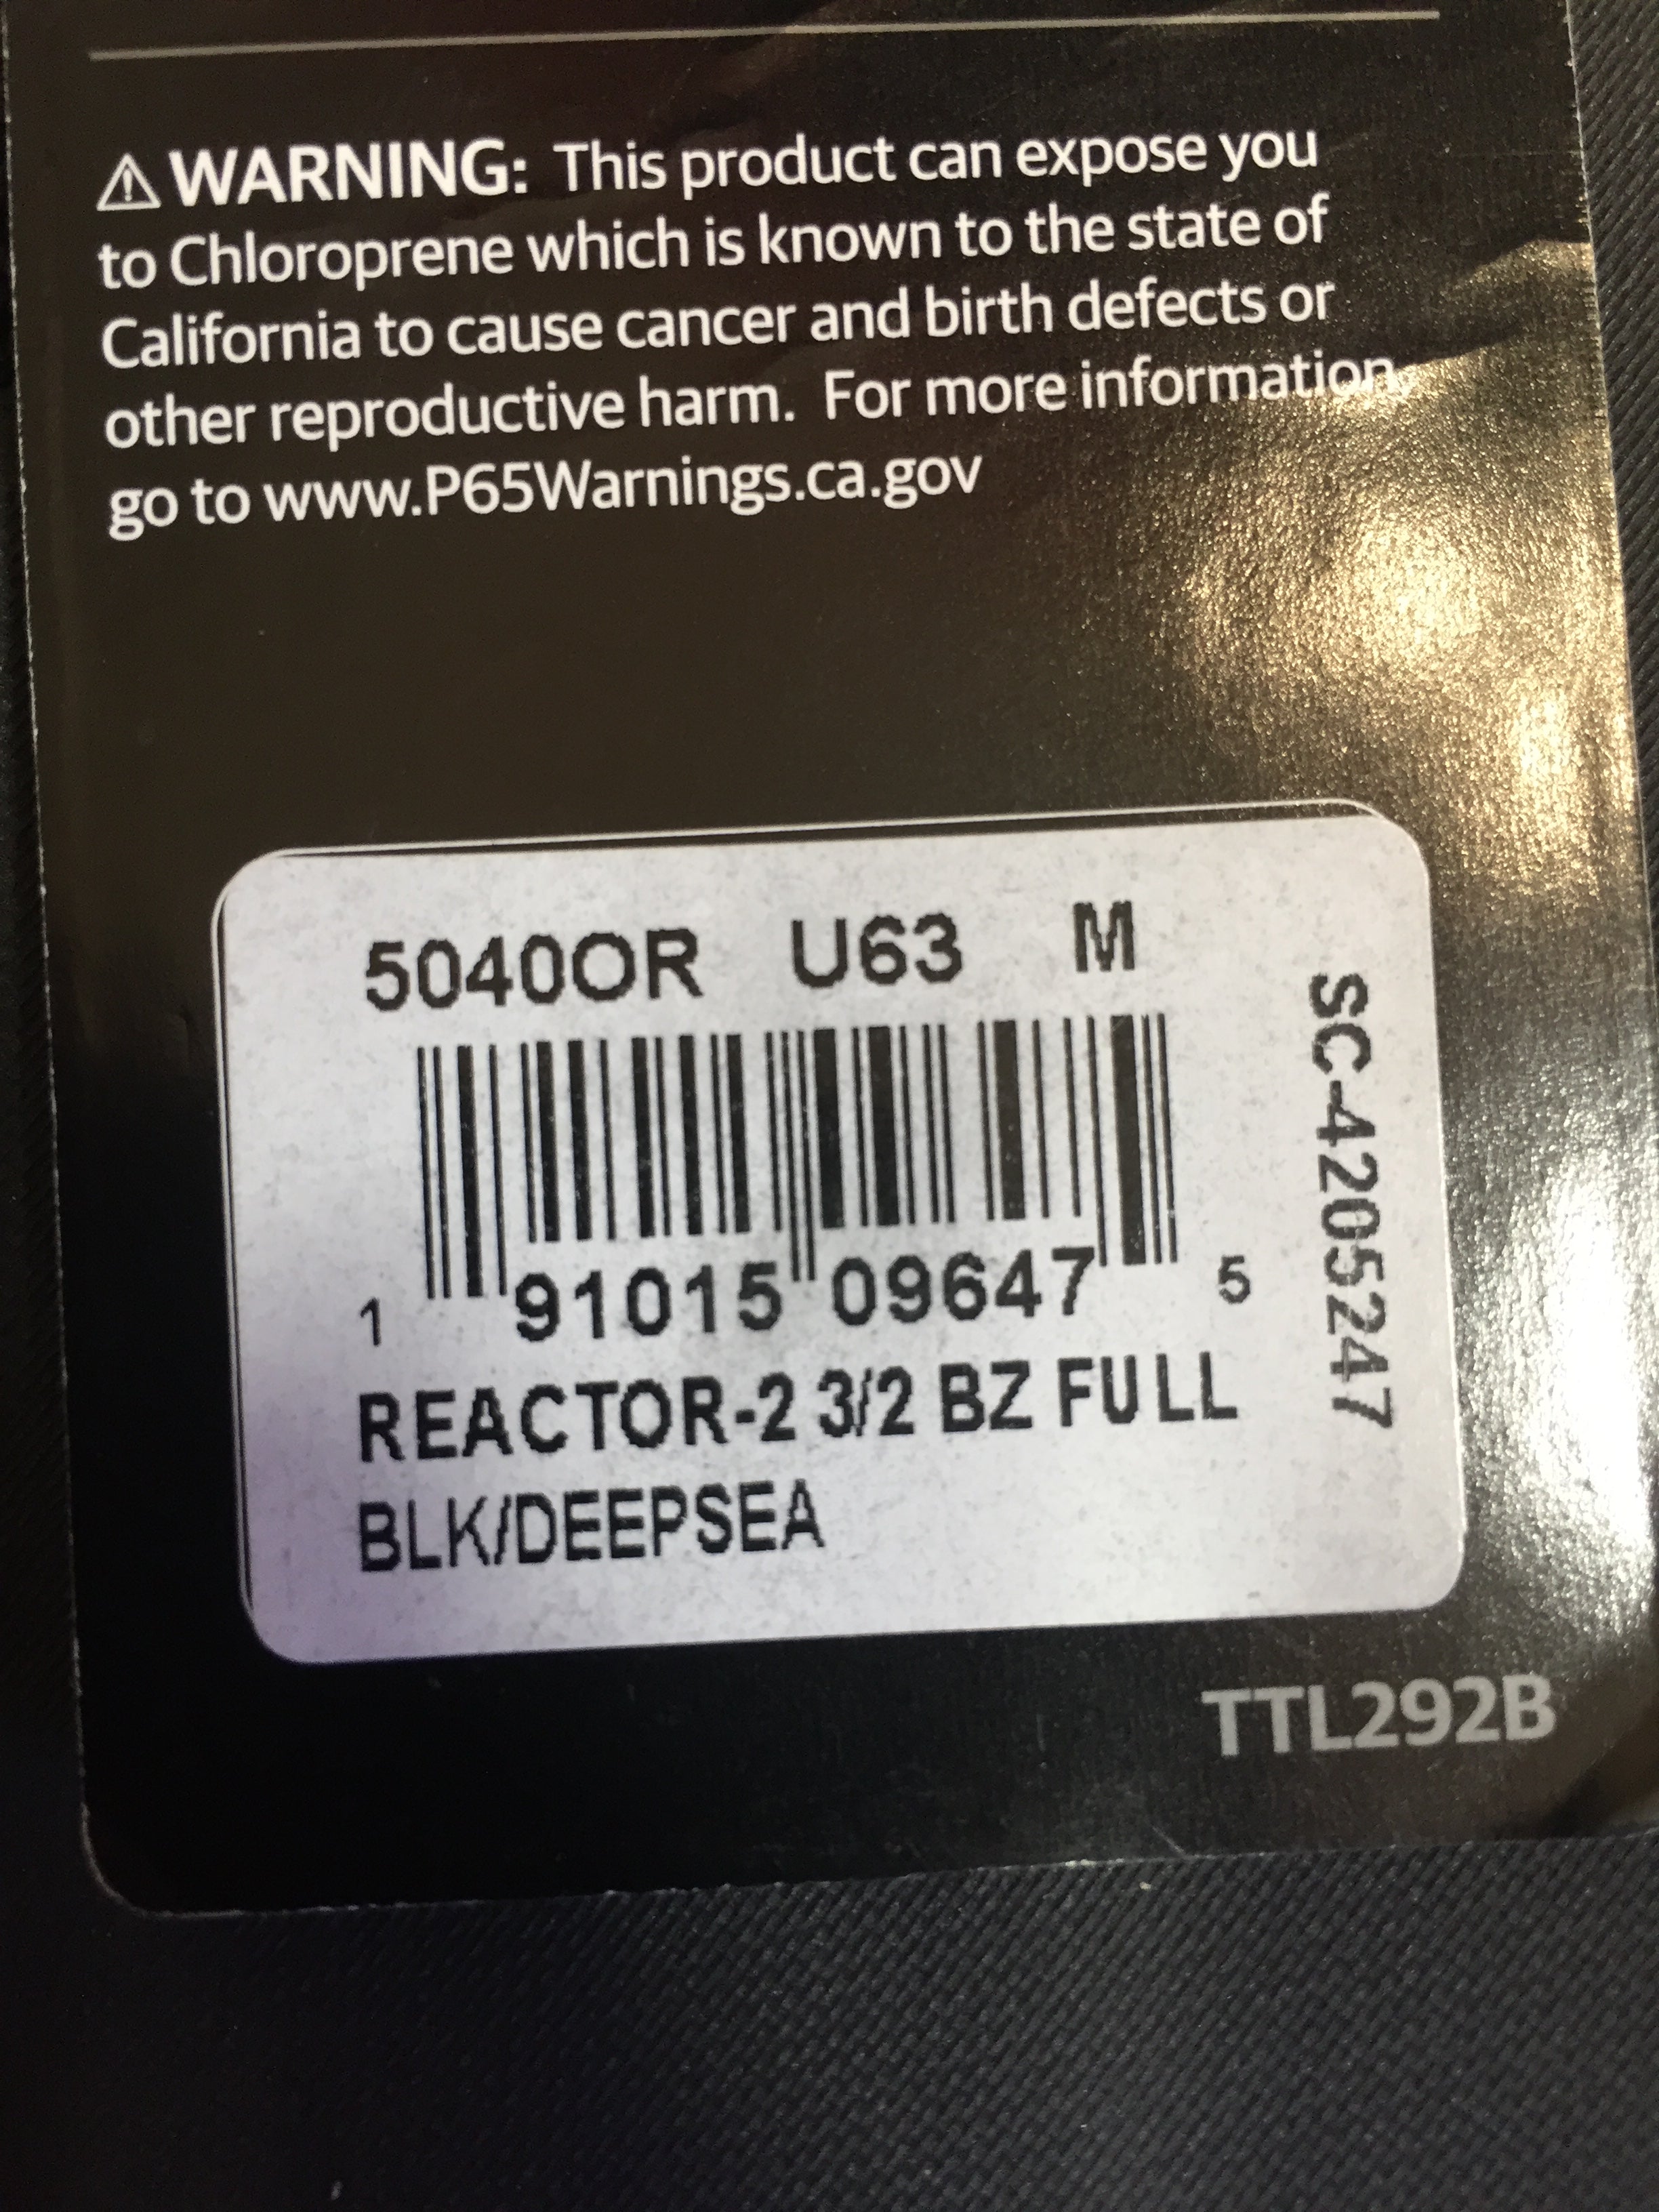 ⚠ WARNING: This product can expose you
to Chloroprene which is known to the state of
California to cause cancer and birth defects or
other reproductive harm. For more information,
go to www.P65Warnings.ca.gov
5040OR U63 M
1 91015 09647 5
REACTOR-2 3/2 BZ FULL
BLK/DEEPSEA
SC-4205247
TTL292B